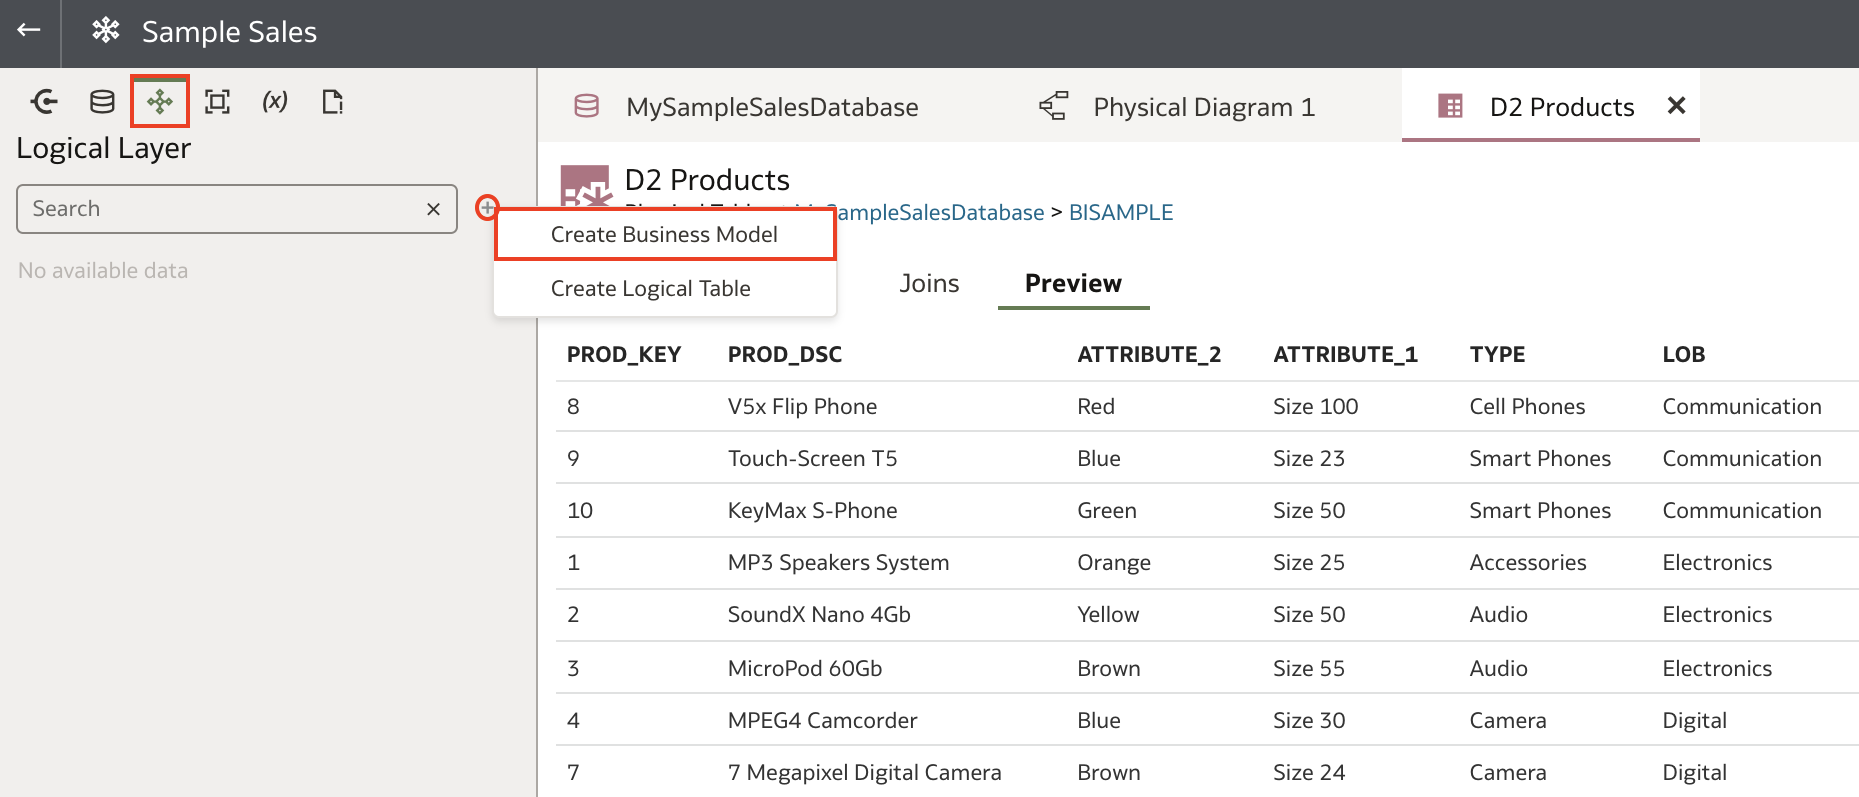 Sample Sales
(x)
Logical Layer
Search
No available data
Create Business Model
Create Logical Table
MySampleSalesDatabase
Physical Diagram 1
D2 Products
D2 Products
SampleSalesDatabase > BISAMPLE
Joins
Preview
PROD_KEY PROD_DSC ATTRIBUTE_2 ATTRIBUTE_1 TYPE LOB
8 V5x Flip Phone Red Size 100 Cell Phones Communication
9 Touch-Screen T5 Blue Size 23 Smart Phones Communication
10 KeyMax S-Phone Green Size 50 Smart Phones Communication
1 MP3 Speakers System Orange Size 25 Accessories Electronics
2 SoundX Nano 4Gb Yellow Size 50 Audio Electronics
3 MicroPod 60Gb Brown Size 55 Audio Electronics
4 MPEG4 Camcorder Blue Size 30 Camera Digital
7 7 Megapixel Digital Camera Brown Size 24 Camera Digital